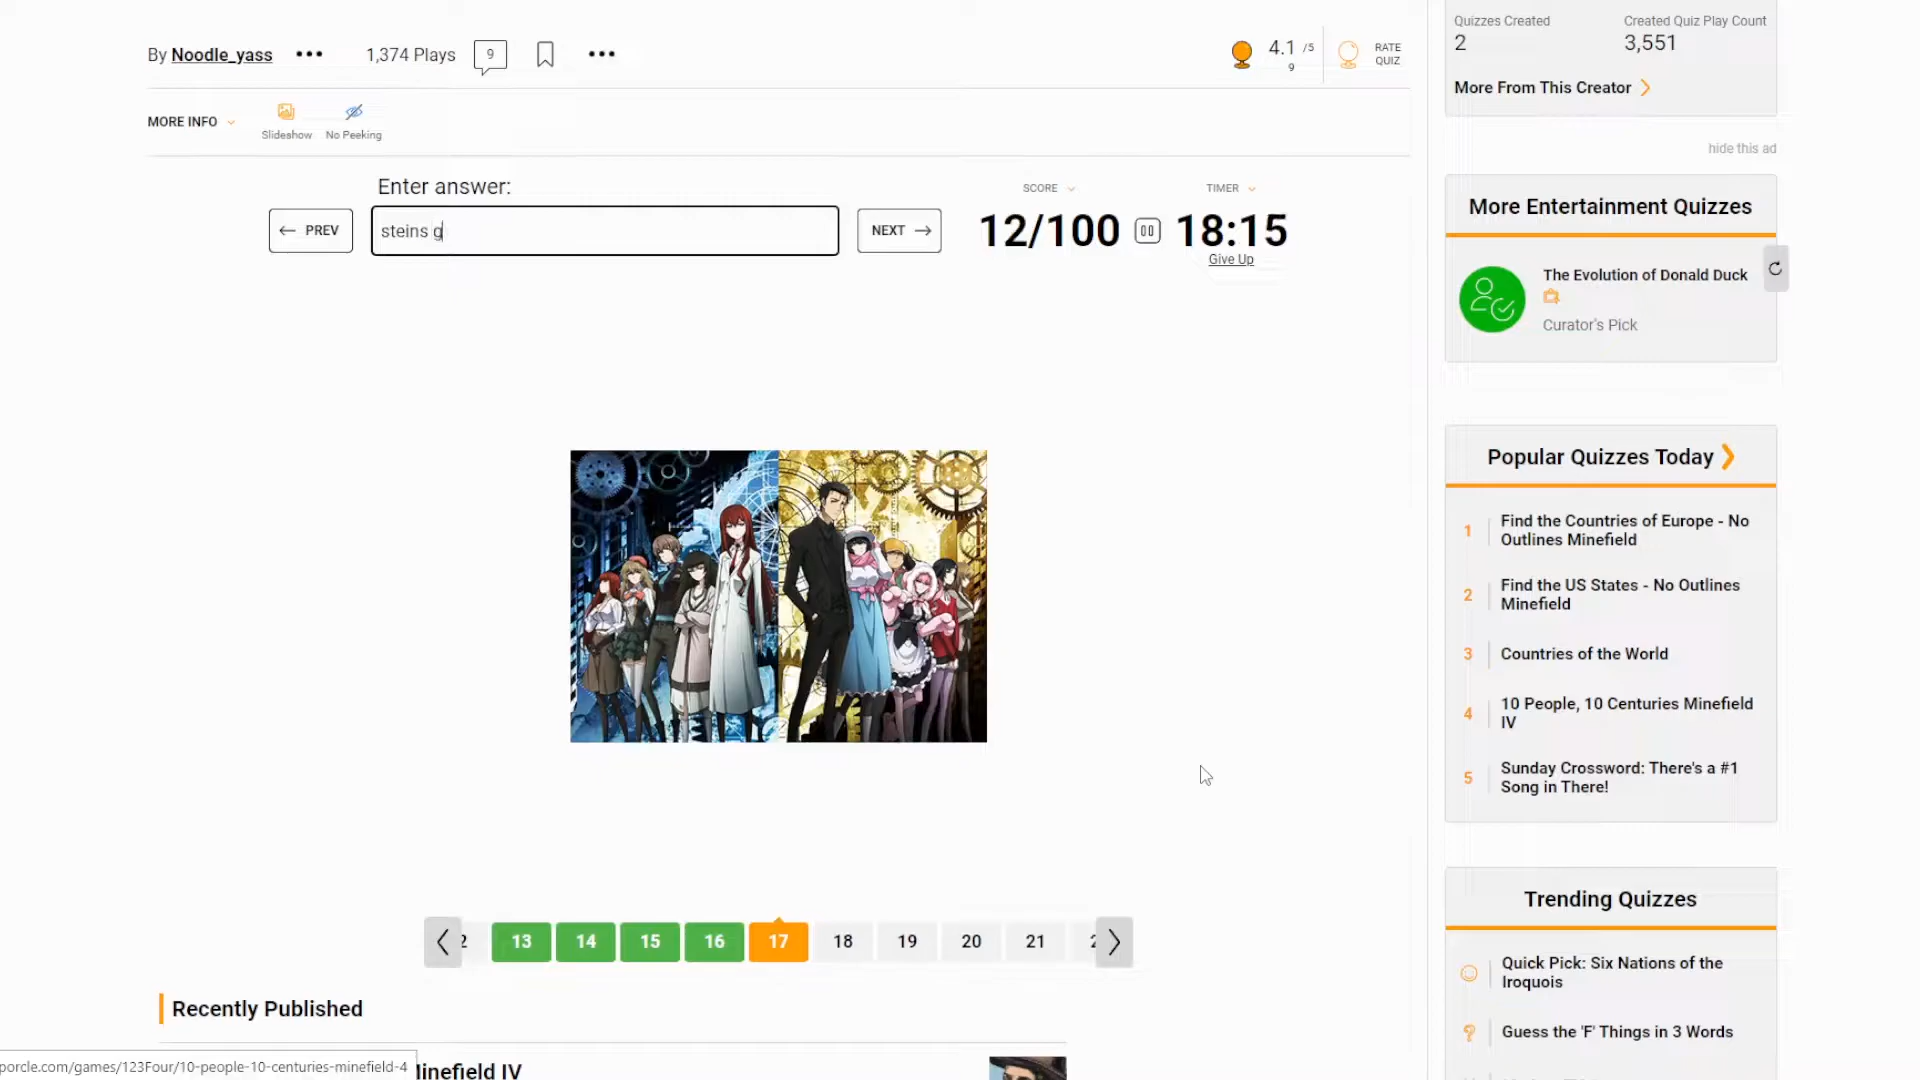 By Noodle_yass
1,374 Plays
9
4.1 /5
9
RATE
QUIZ
MORE INFO
Slideshow
No Peeking
Enter answer:
PREV
steins g
NEXT
SCORE
12/100
TIMER
18:15
Give Up
2
13
14
15
16
17
18
19
20
21
Recently Published
porcle.com/games/123Four/10-people-10-centuries-minefield-4
Minefield IV
Quizzes Created
2
Created Quiz Play Count
3,551
More From This Creator
hide this ad
More Entertainment Quizzes
The Evolution of Donald Duck
Curator's Pick
Popular Quizzes Today
1
Find the Countries of Europe - No
Outlines Minefield
2
Find the US States - No Outlines
Minefield
3
Countries of the World
4
10 People, 10 Centuries Minefield
IV
5
Sunday Crossword: There's a #1
Song in There!
Trending Quizzes
Quick Pick: Six Nations of the
Iroquois
Guess the 'F' Things in 3 Words